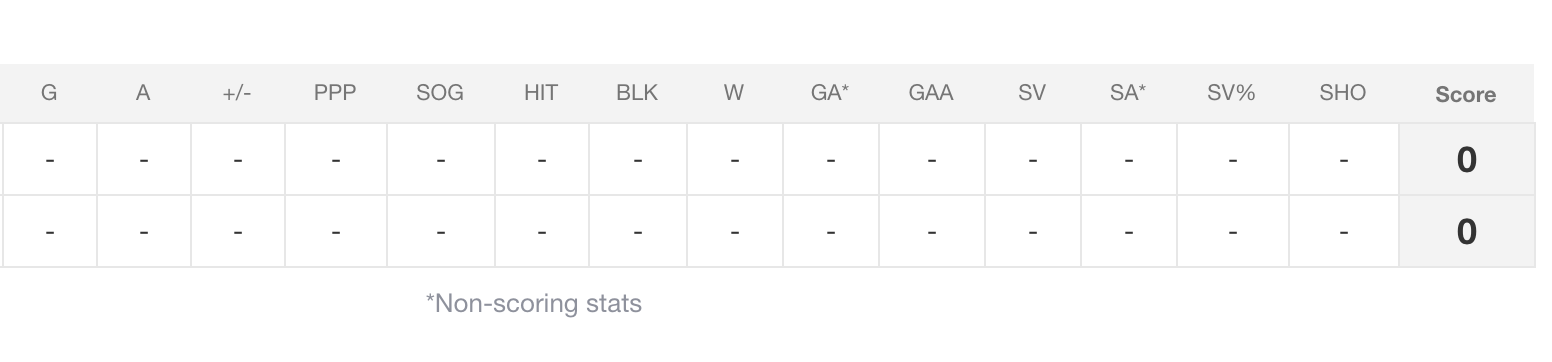 G A +/- PPP SOG HIT BLK W GA* GAA SV SA* SV% SHO Score
- - - - - - - - - - - - - - 0
- - - - - - - - - - - - - - 0
*Non-scoring stats